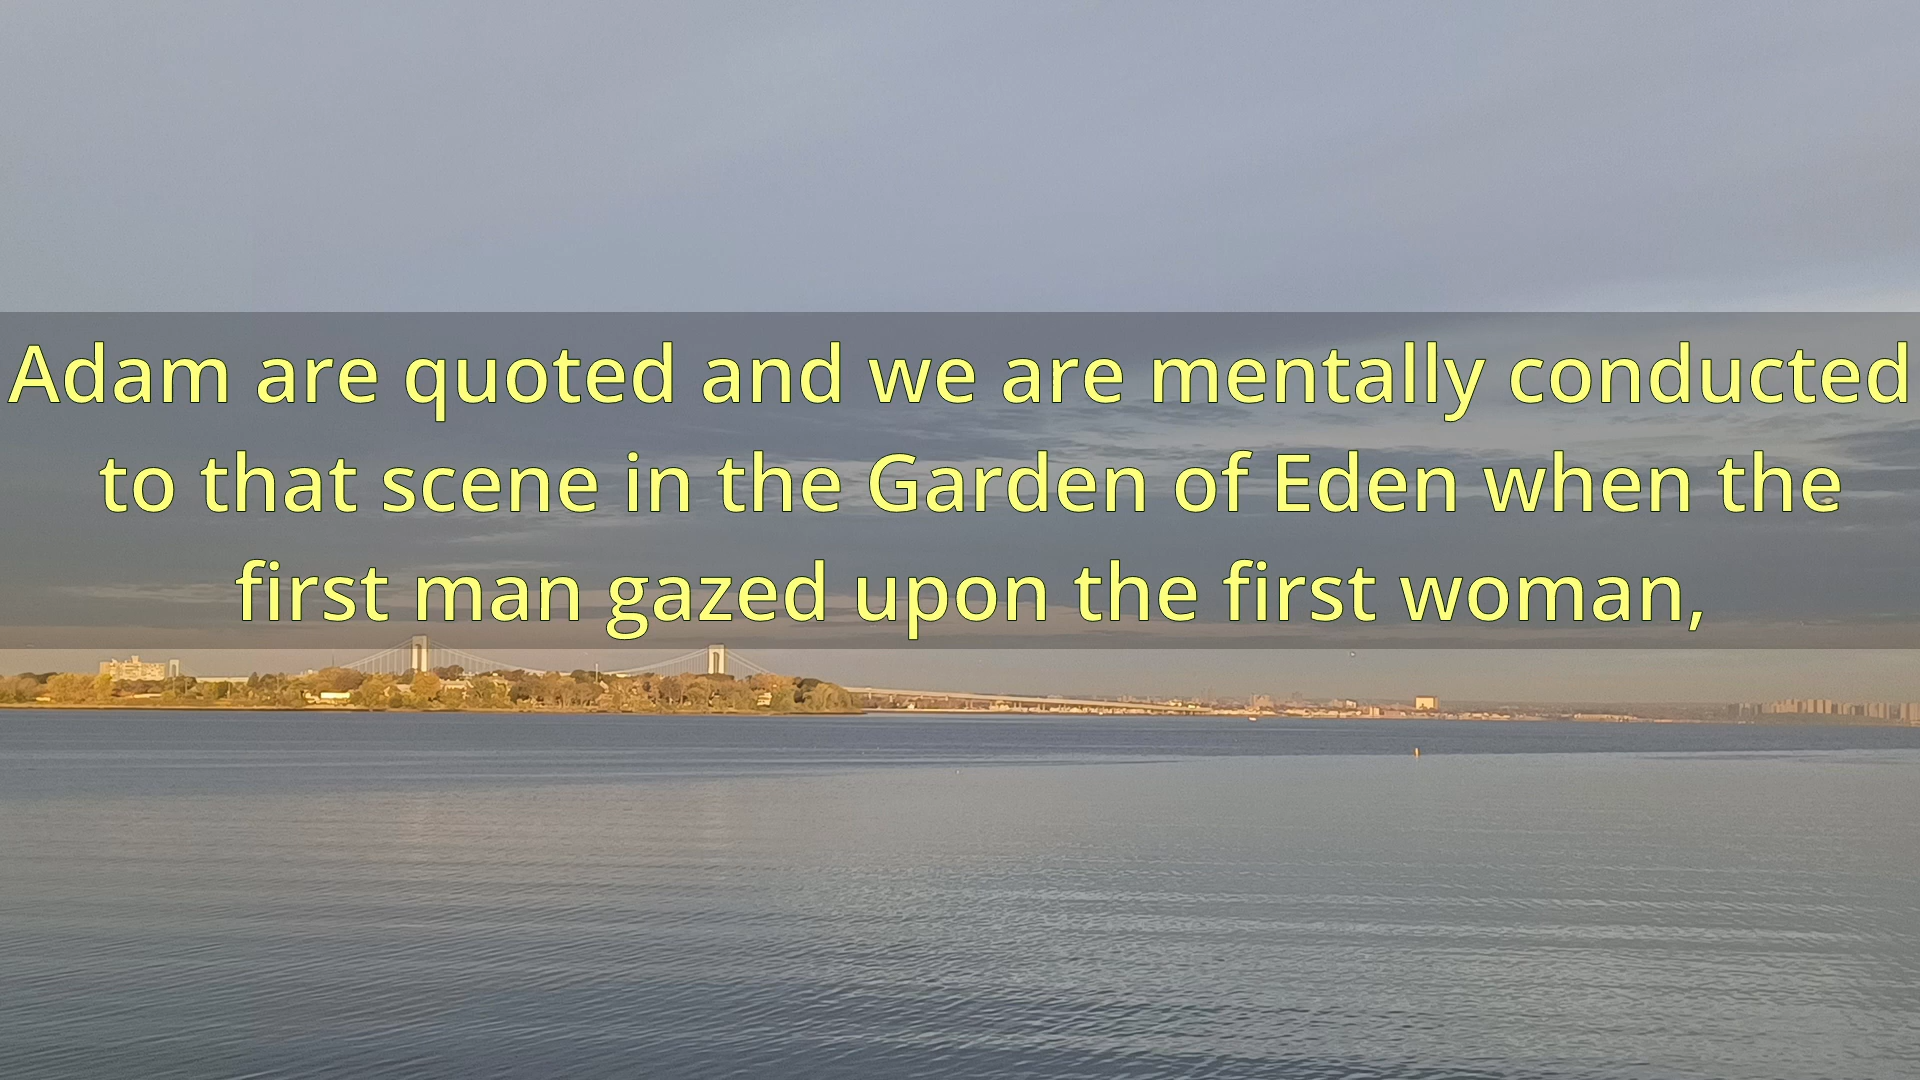 Adam are quoted and we are mentally conducted
to that scene in the Garden of Eden when the
first man gazed upon the first woman,